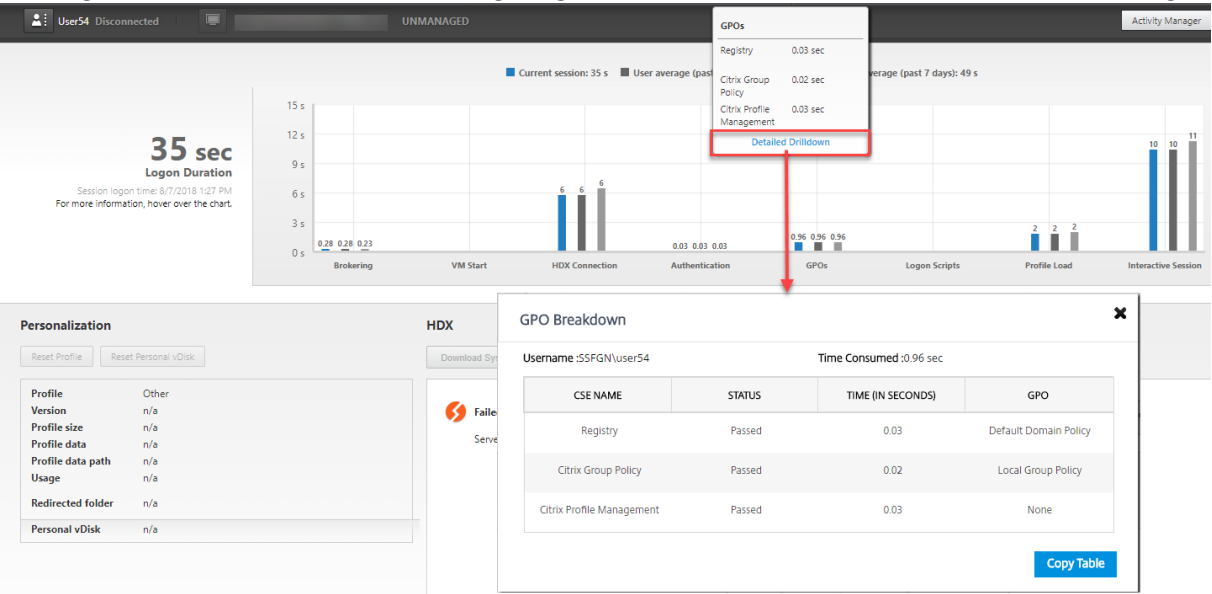 User54 Disconnected
UNMANAGED
Activity Manager
GPOs
Registry 0.03 sec
Citrix Group 0.02 sec
Policy
Citrix Profile 0.03 sec
Management
Detailed Drilldown
Current session: 35 s User average (past
(past 7 days): 49 s
35 sec
Logon Duration
Session logon time: 8/7/2018 1:27 PM
For more information, hover over the chart.
15 s
12 s
9 s
6 s
3 s
0 s
0.28 0.28 0.23
6 6 6
0.03 0.03 0.03
0.96 0.96 0.96
2 2 2
10 10 11
Brokering VM Start HDX Connection Authentication GPOs Logon Scripts Profile Load Interactive Session
Personalization
Reset Profile Reset Personal vDisk
Profile Other
Version n/a
Profile size n/a
Profile data n/a
Profile data path n/a
Usage n/a
Redirected folder n/a
Personal vDisk n/a
HDX
Download Sy
Faile
Serve
GPO Breakdown
Username :SSFGN\user54 Time Consumed :0.96 sec
CSE NAME STATUS TIME (IN SECONDS) GPO
Registry Passed 0.03 Default Domain Policy
Citrix Group Policy Passed 0.02 Local Group Policy
Citrix Profile Management Passed 0.03 None
Copy Table